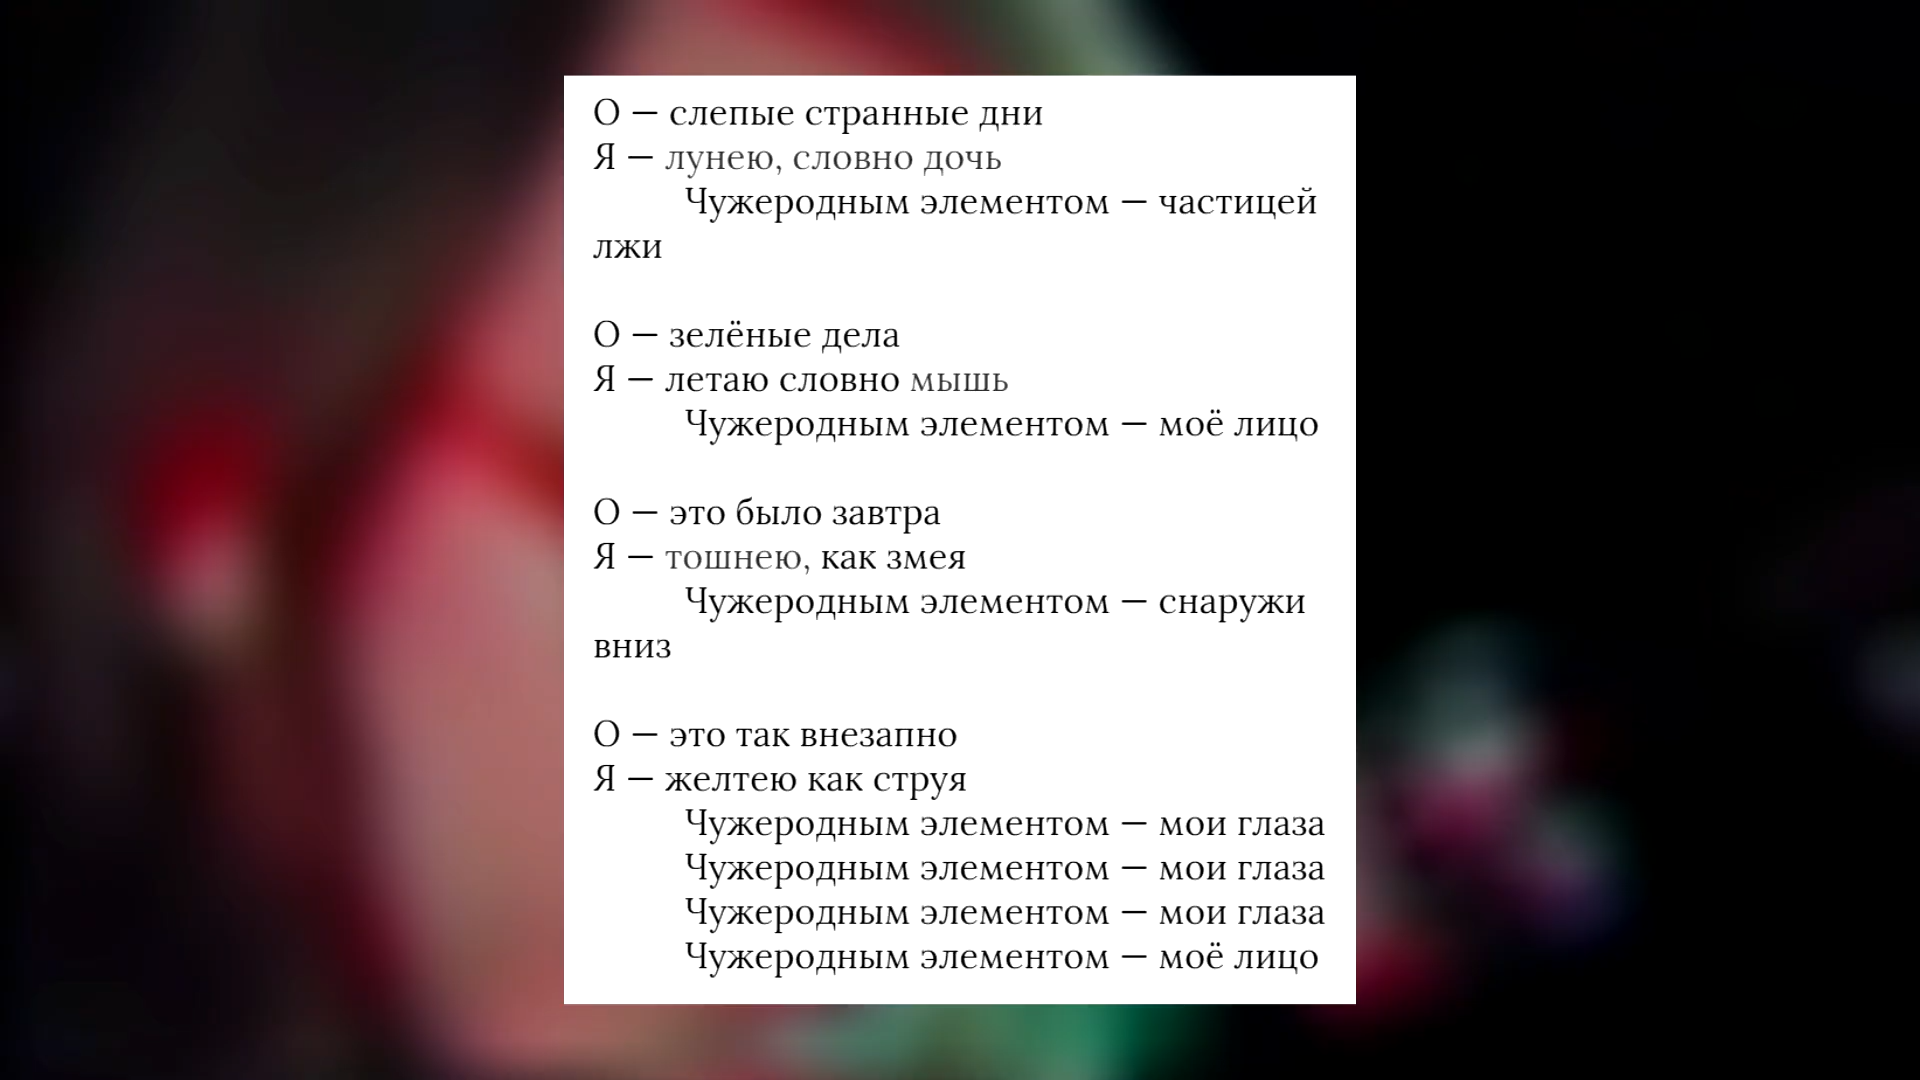 О — слепые странные дни
Я — лунею, словно дочь
Чужеродным элементом — частицей
лжи
О — зелёные дела
Я — летаю словно мышь
Чужеродным элементом — моё лицо
О — это было завтра
Я — тошнею, как змея
Чужеродным элементом — снаружи
вниз
О — это так внезапно
Я — желтею как струя
Чужеродным элементом — мои глаза
Чужеродным элементом — мои глаза
Чужеродным элементом — мои глаза
Чужеродным элементом — моё лицо